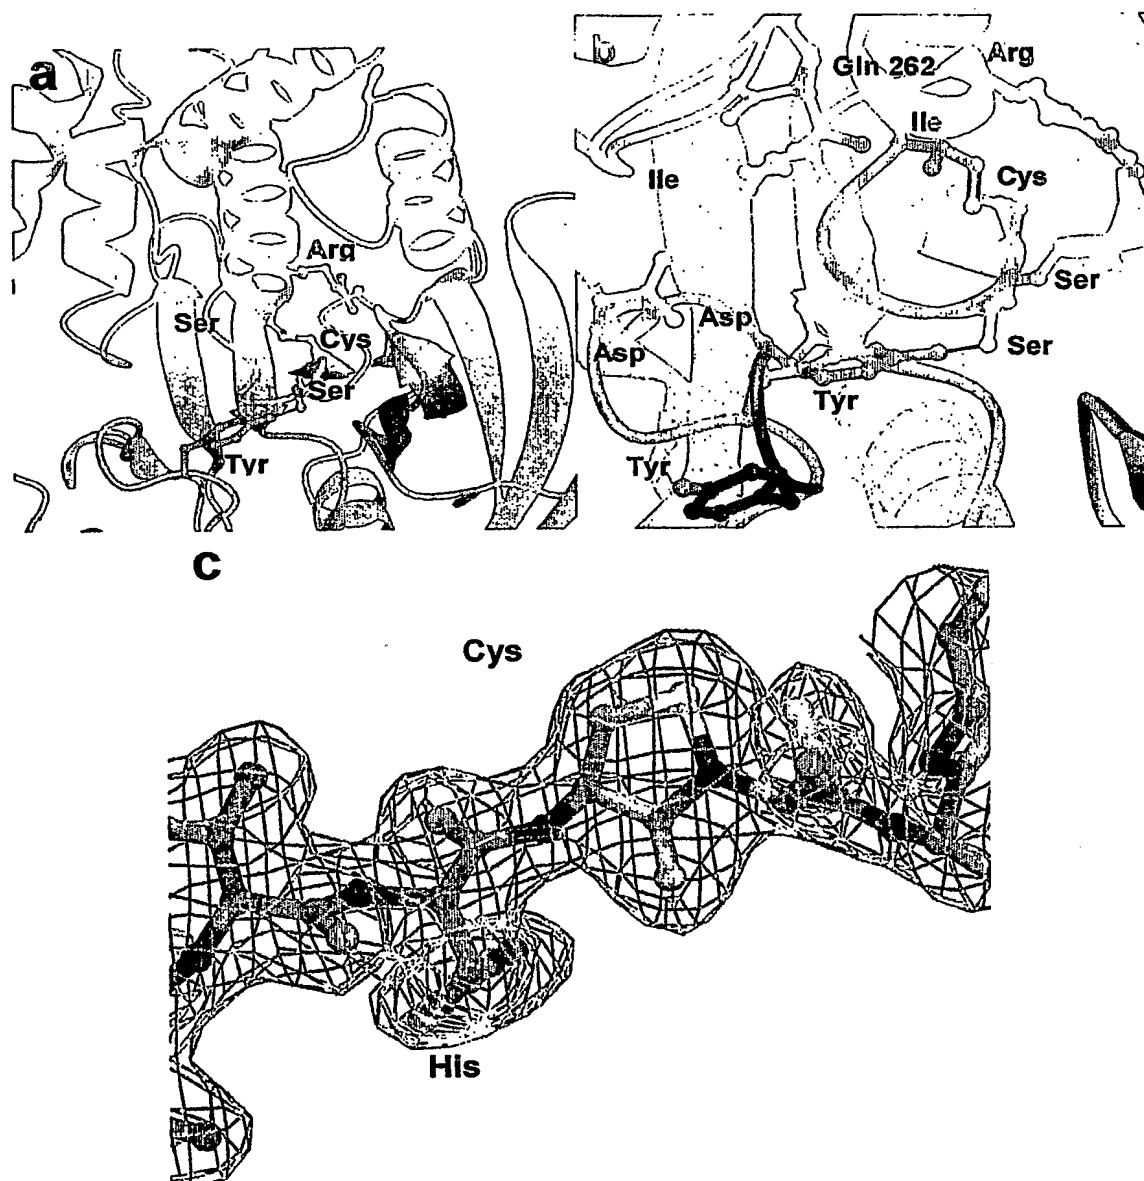 a
Arg
Ser
Cys
Ser
Tyr
b
Gln 262
Arg
Ile
Ile
Cys
Ser
Asp
Asp
Ser
Tyr
Tyr
c
Cys
His